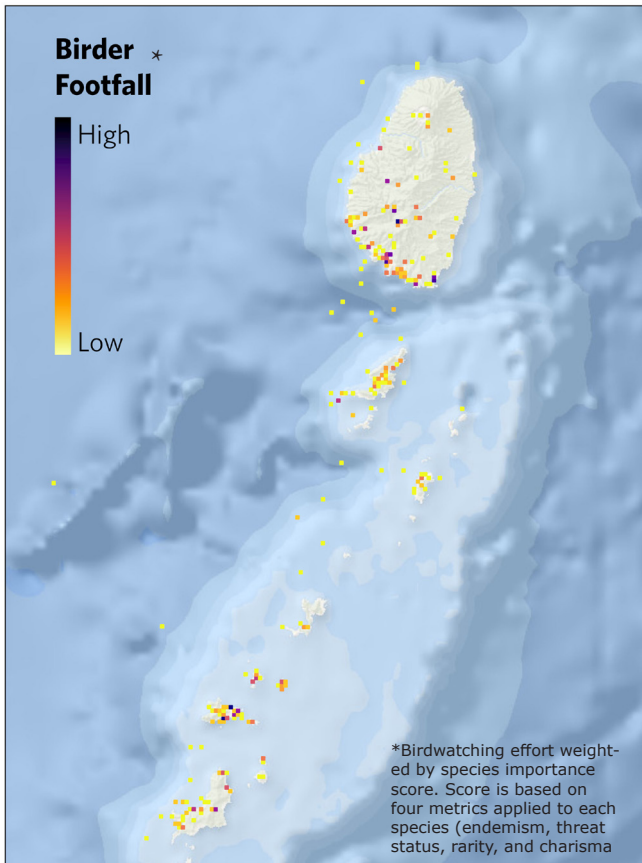 Birder *
Footfall
High
Low
*Birdwatching effort weight-
ed by species importance
score. Score is based on
four metrics applied to each
species (endemism, threat
status, rarity, and charisma